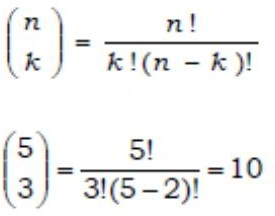 (n k) = n! / k!(n − k)!
(5 3) = 5! / 3!(5 − 2)! = 10